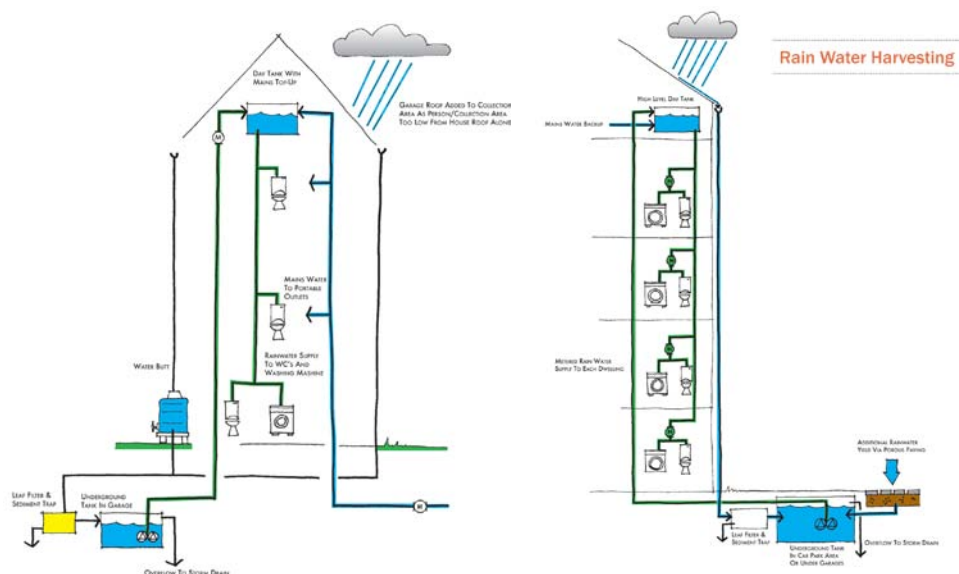 Rain Water Harvesting
DAY TANK WITH
MAINS TOP-UP
GARAGE ROOF ADDED TO COLLECTION
AREA AS PERSON/COLLECTION AREA
TOO LOW FROM HOUSE ROOF ALONE
M
MAINS WATER
TO PORTABLE
OUTLETS
RAINWATER SUPPLY
TO WC'S AND
WASHING MASHINE
WATER BUTT
LEAF FILTER &
SEDIMENT TRAP
UNDERGROUND
TANK IN GARAGE
M
OVERFLOW TO STORM DRAIN
HIGH LEVEL DAY TANK
MAINS WATER BACKUP
M
M
METERED RAIN WATER
SUPPLY TO EACH DWELLING
M
M
ADDITIONAL RAINWATER
YIELD VIA POROUS PAVING
LEAF FILTER &
SEDIMENT TRAP
OVERFLOW TO STORM DRAIN
UNDERGROUND TANK
IN CAR PARK AREA
OR UNDER GARAGES